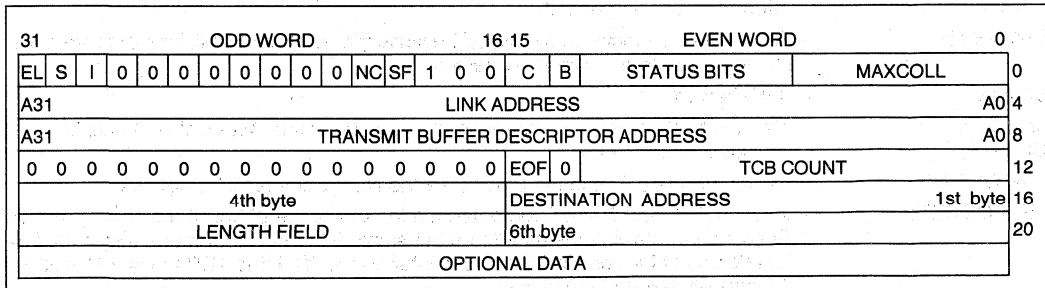 31 ODD WORD 16 15 EVEN WORD 0
EL S I 0 0 0 0 0 0 0 0 NC SF 1 0 0 C B STATUS BITS MAXCOLL 0
A31 LINK ADDRESS A0 4
A31 TRANSMIT BUFFER DESCRIPTOR ADDRESS A0 8
0 0 0 0 0 0 0 0 0 0 0 0 0 0 0 0 EOF 0 TCB COUNT 12
4th byte DESTINATION ADDRESS 1st byte 16
LENGTH FIELD 6th byte 20
OPTIONAL DATA